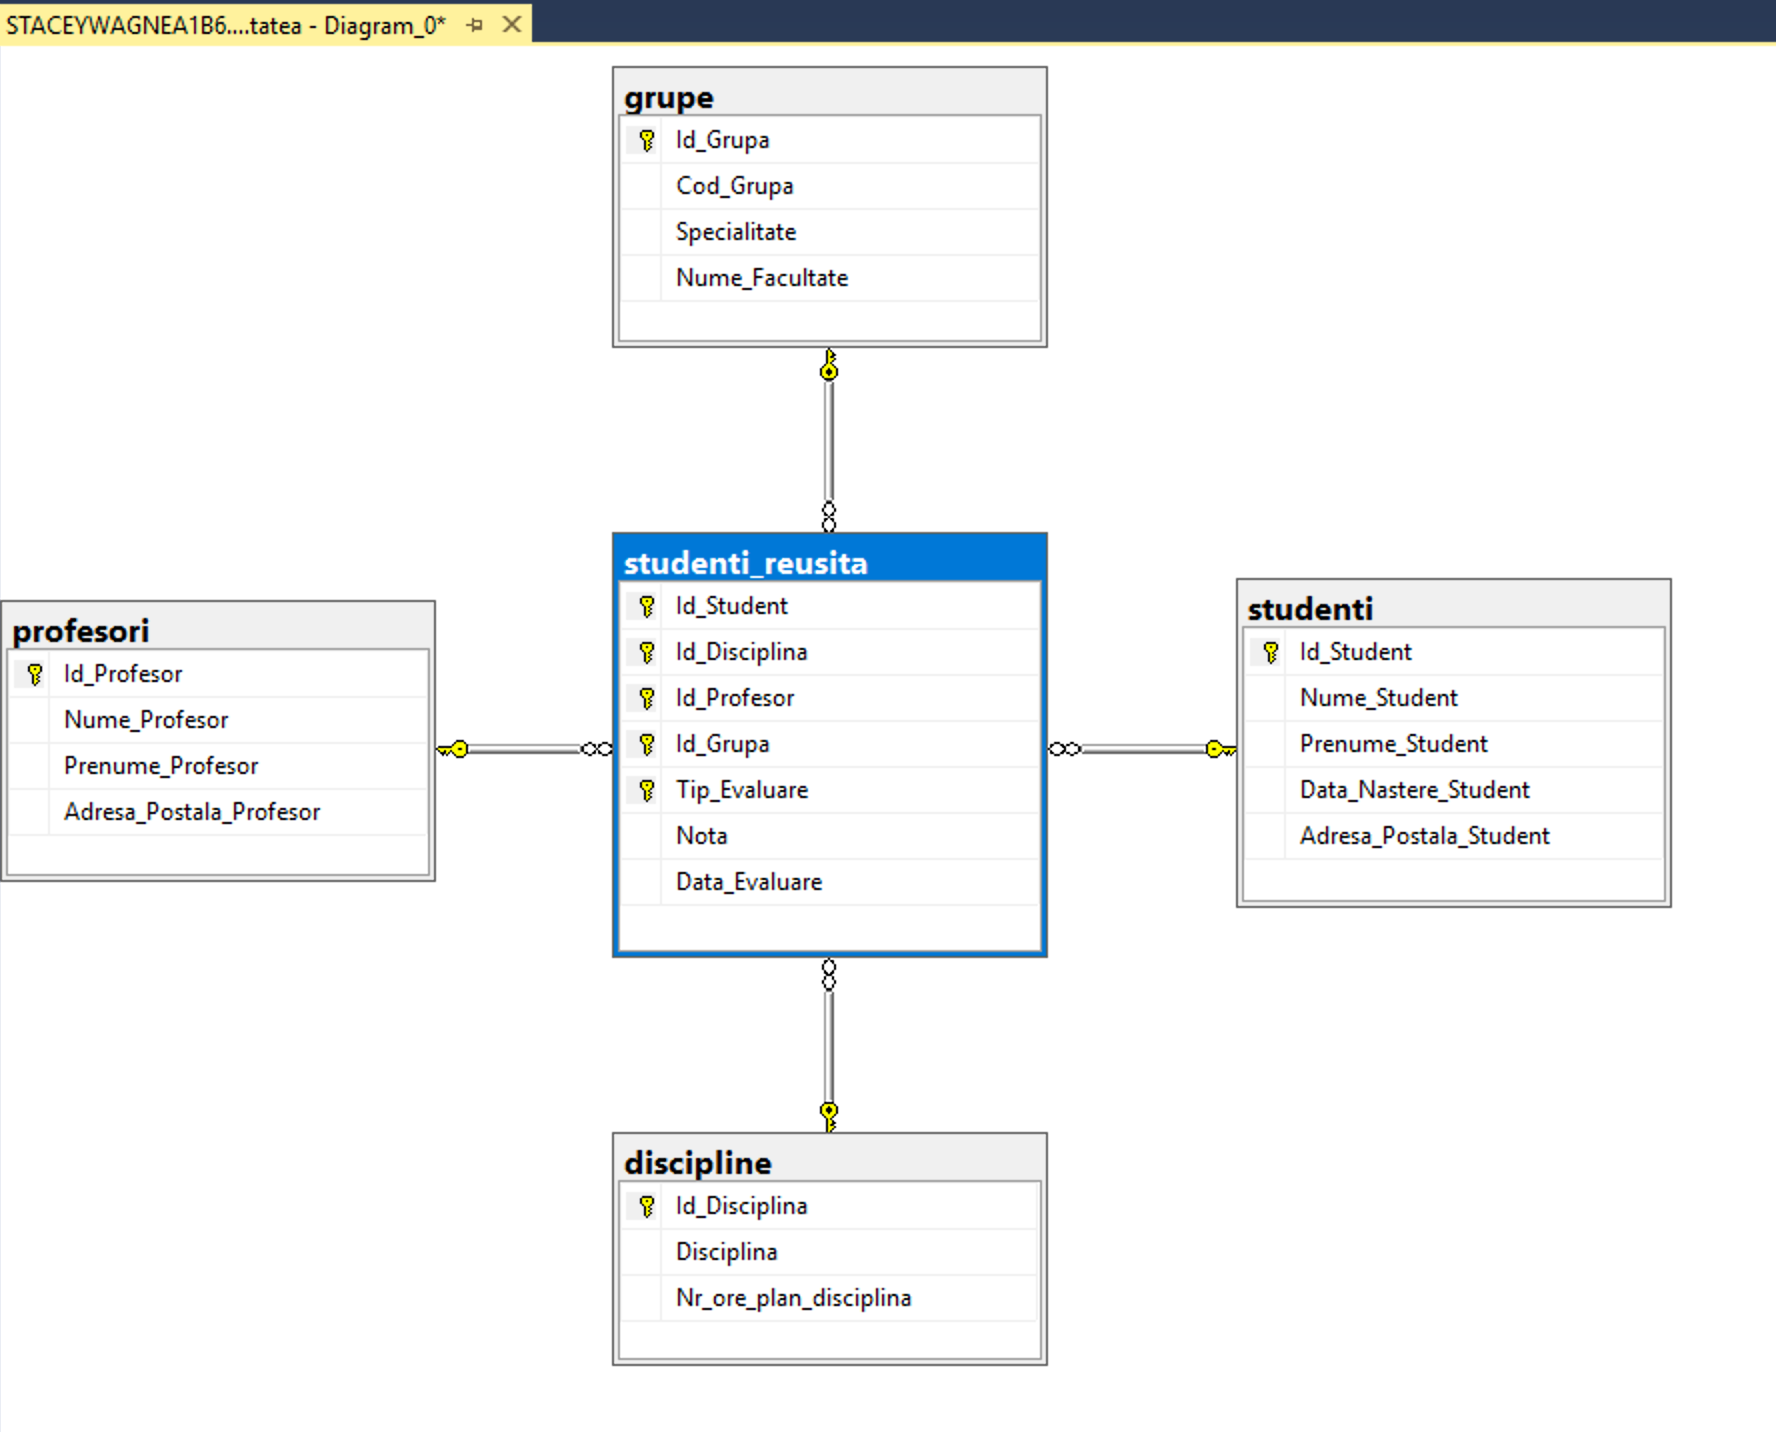 STACEYWAGNEA1B6....tatea - Diagram_0*
grupe
Id_Grupa
Cod_Grupa
Specialitate
Nume_Facultate
studenti_reusita
Id_Student
Id_Disciplina
Id_Profesor
Id_Grupa
Tip_Evaluare
Nota
Data_Evaluare
profesori
Id_Profesor
Nume_Profesor
Prenume_Profesor
Adresa_Postala_Profesor
studenti
Id_Student
Nume_Student
Prenume_Student
Data_Nastere_Student
Adresa_Postala_Student
discipline
Id_Disciplina
Disciplina
Nr_ore_plan_disciplina